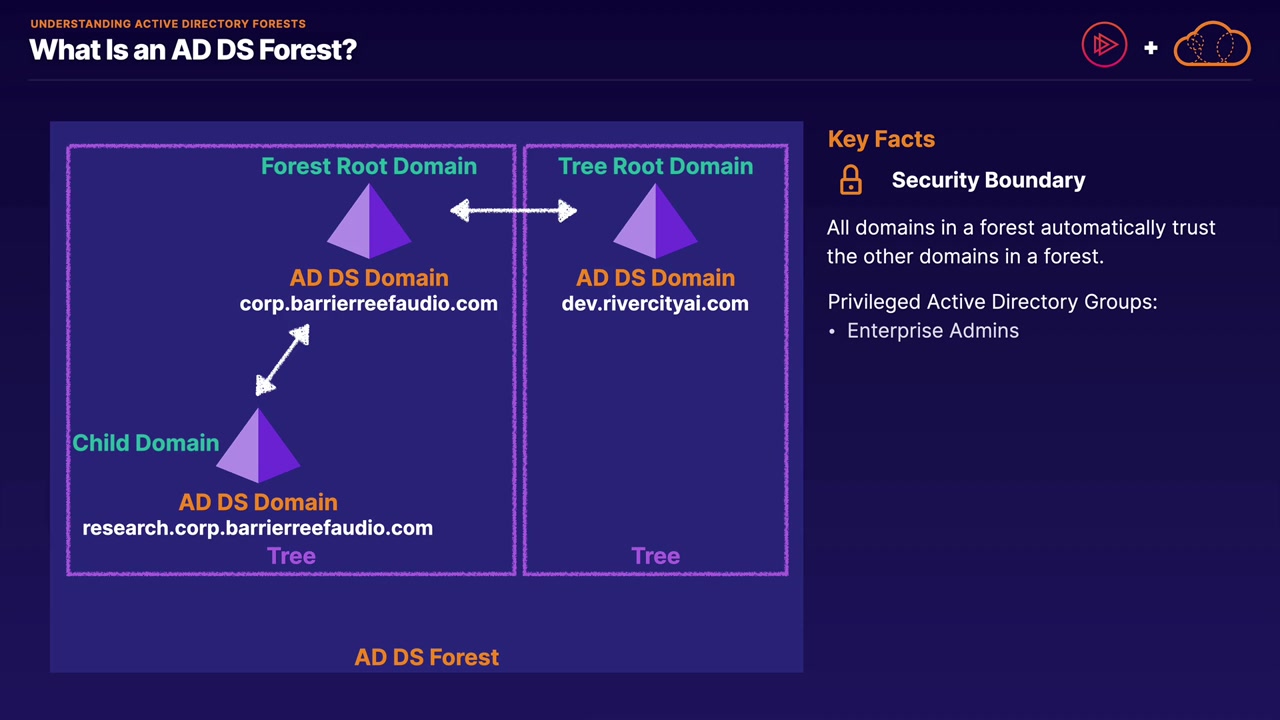 UNDERSTANDING ACTIVE DIRECTORY FORESTS
What Is an AD DS Forest?
+
Forest Root Domain
AD DS Domain
corp.barrierreefaudio.com
Child Domain
AD DS Domain
research.corp.barrierreefaudio.com
Tree
Tree Root Domain
AD DS Domain
dev.rivercityai.com
Tree
AD DS Forest
Key Facts
Security Boundary
All domains in a forest automatically trust
the other domains in a forest.
Privileged Active Directory Groups:
• Enterprise Admins